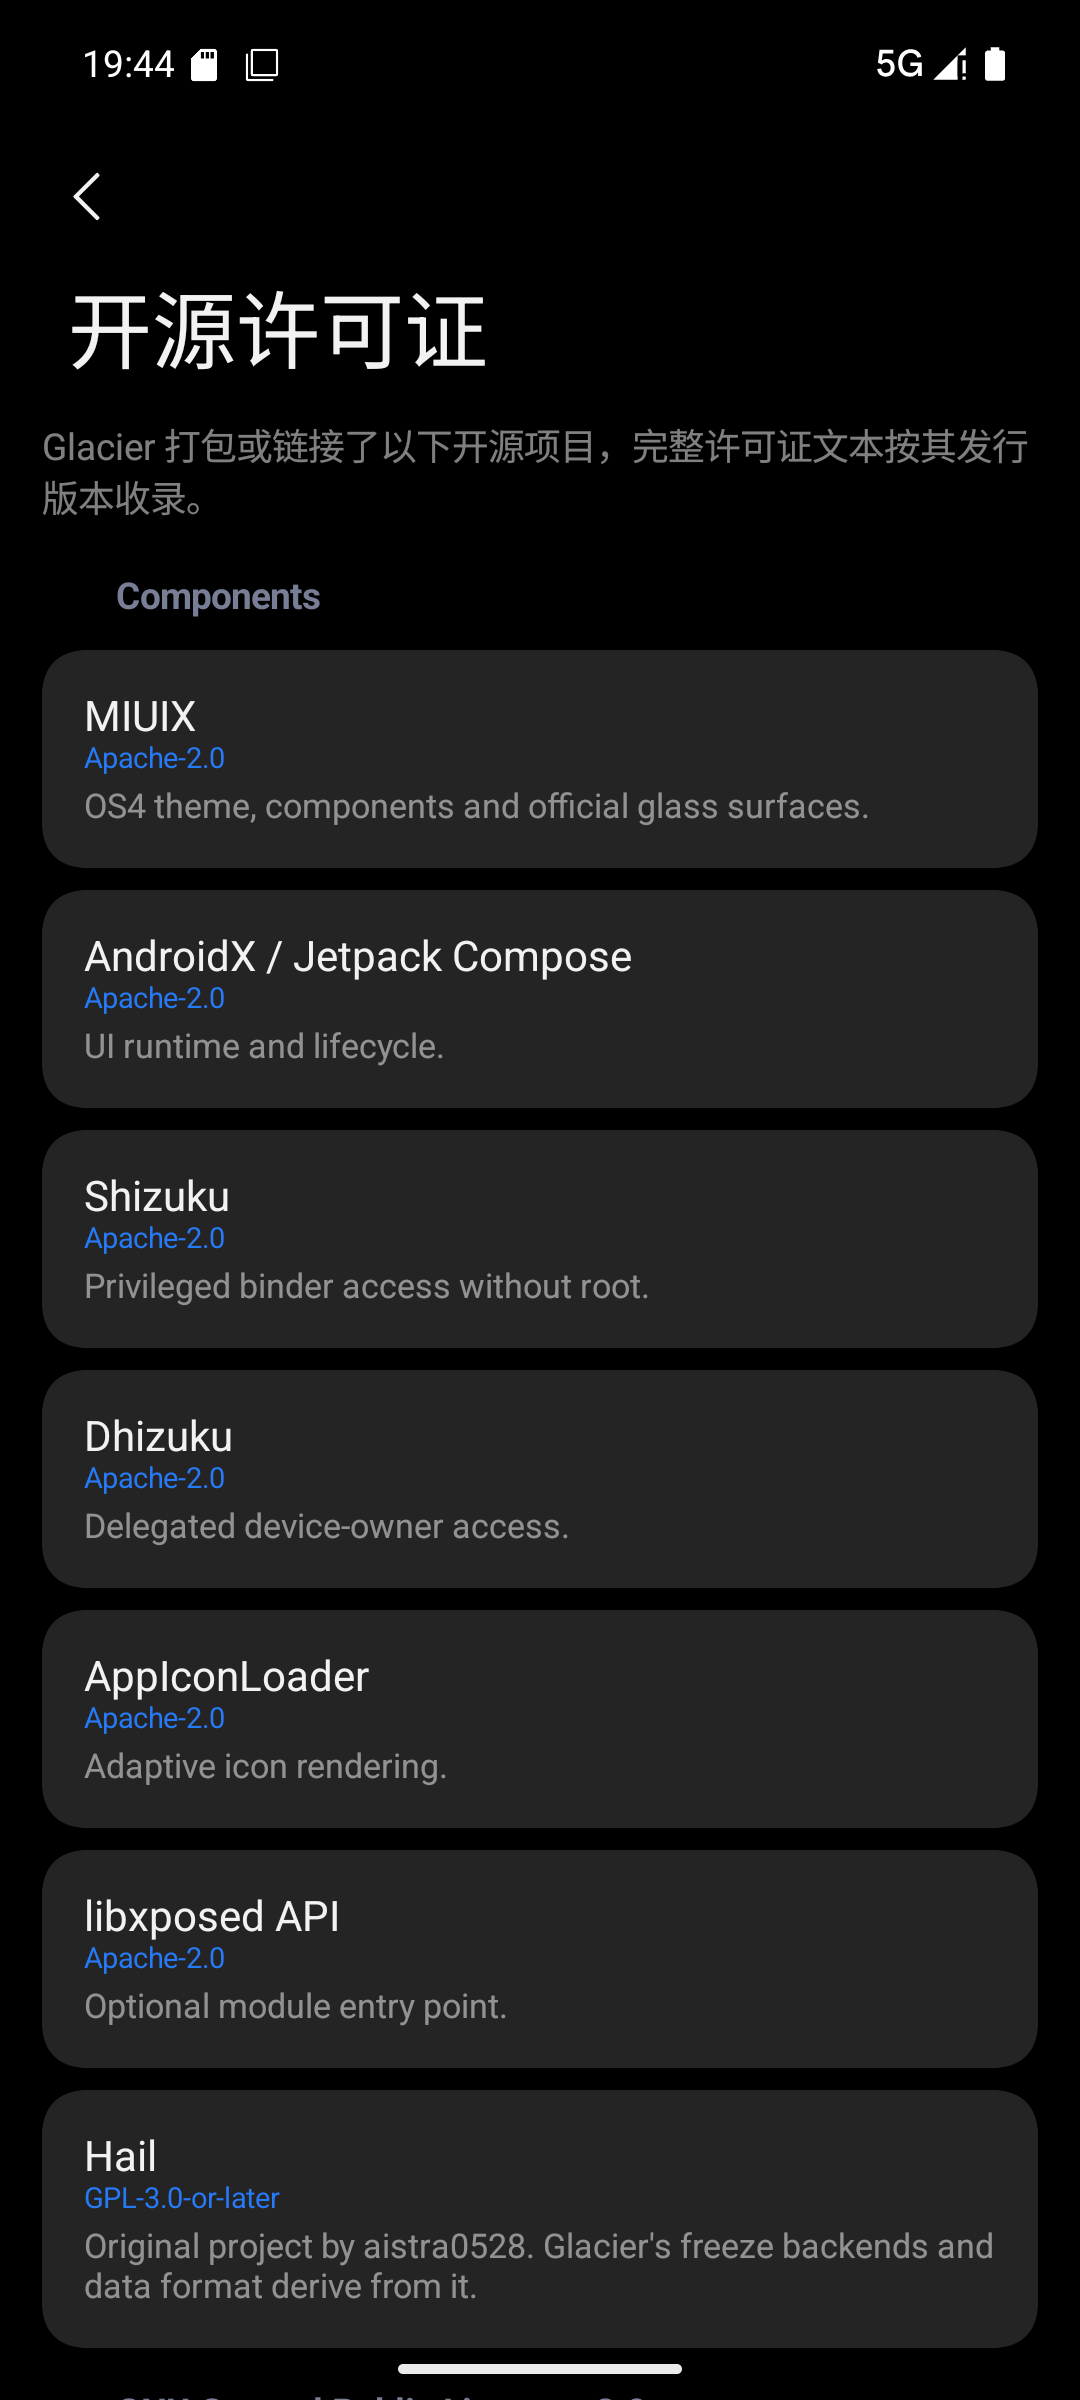 19:44
5G
开源许可证
Glacier 打包或链接了以下开源项目，完整许可证文本按其发行
版本收录。
Components
MIUIX
Apache-2.0
OS4 theme, components and official glass surfaces.
AndroidX / Jetpack Compose
Apache-2.0
UI runtime and lifecycle.
Shizuku
Apache-2.0
Privileged binder access without root.
Dhizuku
Apache-2.0
Delegated device-owner access.
AppIconLoader
Apache-2.0
Adaptive icon rendering.
libxposed API
Apache-2.0
Optional module entry point.
Hail
GPL-3.0-or-later
Original project by aistra0528. Glacier's freeze backends and
data format derive from it.